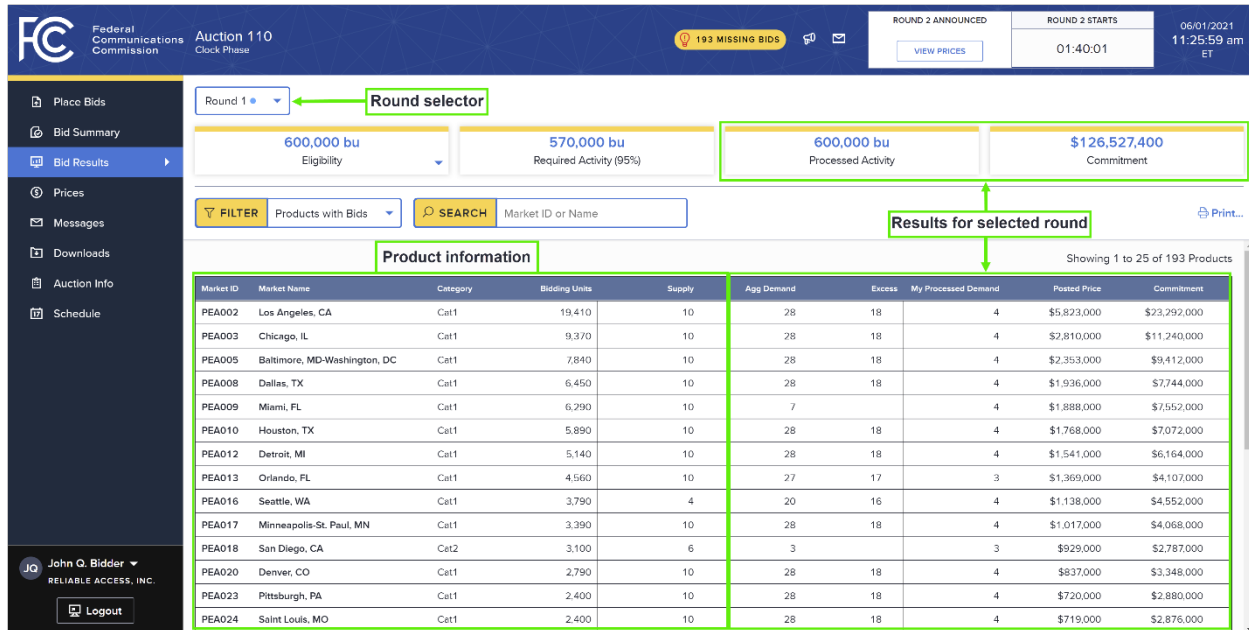 FCC
Federal
Communications
Commission
Auction 110
Clock Phase
193 MISSING BIDS
ROUND 2 ANNOUNCED
VIEW PRICES
ROUND 2 STARTS
01:40:01
06/01/2021
11:25:59 am
ET
Place Bids
Bid Summary
Bid Results
Prices
Messages
Downloads
Auction Info
Schedule
JQ
John Q. Bidder
RELIABLE ACCESS, INC.
Logout
Round 1
Round selector
600,000 bu
Eligibility
570,000 bu
Required Activity (95%)
600,000 bu
Processed Activity
$126,527,400
Commitment
FILTER Products with Bids
SEARCH Market ID or Name
Results for selected round
Print...
Product information
Showing 1 to 25 of 193 Products
Market ID Market Name Category Bidding Units Supply Agg Demand Excess My Processed Demand Posted Price Commitment
PEA002 Los Angeles, CA Cat1 19,410 10 28 18 4 $5,823,000 $23,292,000
PEA003 Chicago, IL Cat1 9,370 10 28 18 4 $2,810,000 $11,240,000
PEA005 Baltimore, MD-Washington, DC Cat1 7,840 10 28 18 4 $2,353,000 $9,412,000
PEA008 Dallas, TX Cat1 6,450 10 28 18 4 $1,936,000 $7,744,000
PEA009 Miami, FL Cat1 6,290 10 7 4 $1,888,000 $7,552,000
PEA010 Houston, TX Cat1 5,890 10 28 18 4 $1,768,000 $7,072,000
PEA012 Detroit, MI Cat1 5,140 10 28 18 4 $1,541,000 $6,164,000
PEA013 Orlando, FL Cat1 4,560 10 27 17 3 $1,369,000 $4,107,000
PEA016 Seattle, WA Cat1 3,790 4 20 16 4 $1,138,000 $4,552,000
PEA017 Minneapolis-St. Paul, MN Cat1 3,390 10 28 18 4 $1,017,000 $4,068,000
PEA018 San Diego, CA Cat2 3,100 6 3 3 $929,000 $2,787,000
PEA020 Denver, CO Cat1 2,790 10 28 18 4 $837,000 $3,348,000
PEA023 Pittsburgh, PA Cat1 2,400 10 28 18 4 $720,000 $2,880,000
PEA024 Saint Louis, MO Cat1 2,400 10 28 18 4 $719,000 $2,876,000